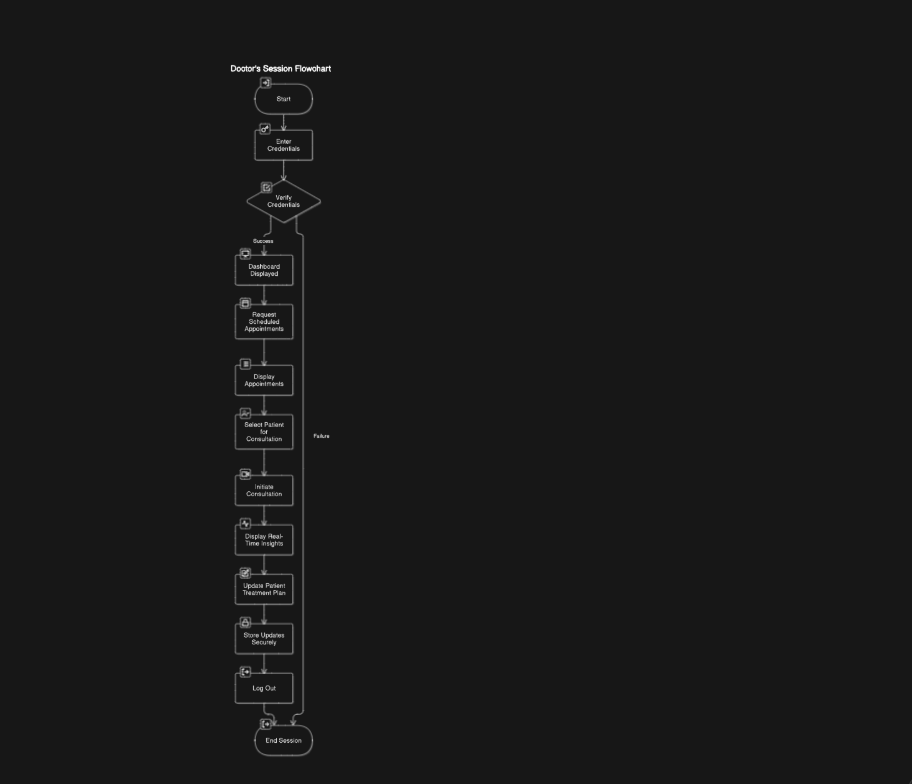 Doctor's Session Flowchart
Start
Enter
Credentials
Verify
Credentials
Success
Dashboard
Displayed
Request
Scheduled
Appointments
Display
Appointments
Select Patient
for
Consultation
Failure
Initiate
Consultation
Display Real-
Time Insights
Update Patient
Treatment Plan
Store Updates
Securely
Log Out
End Session